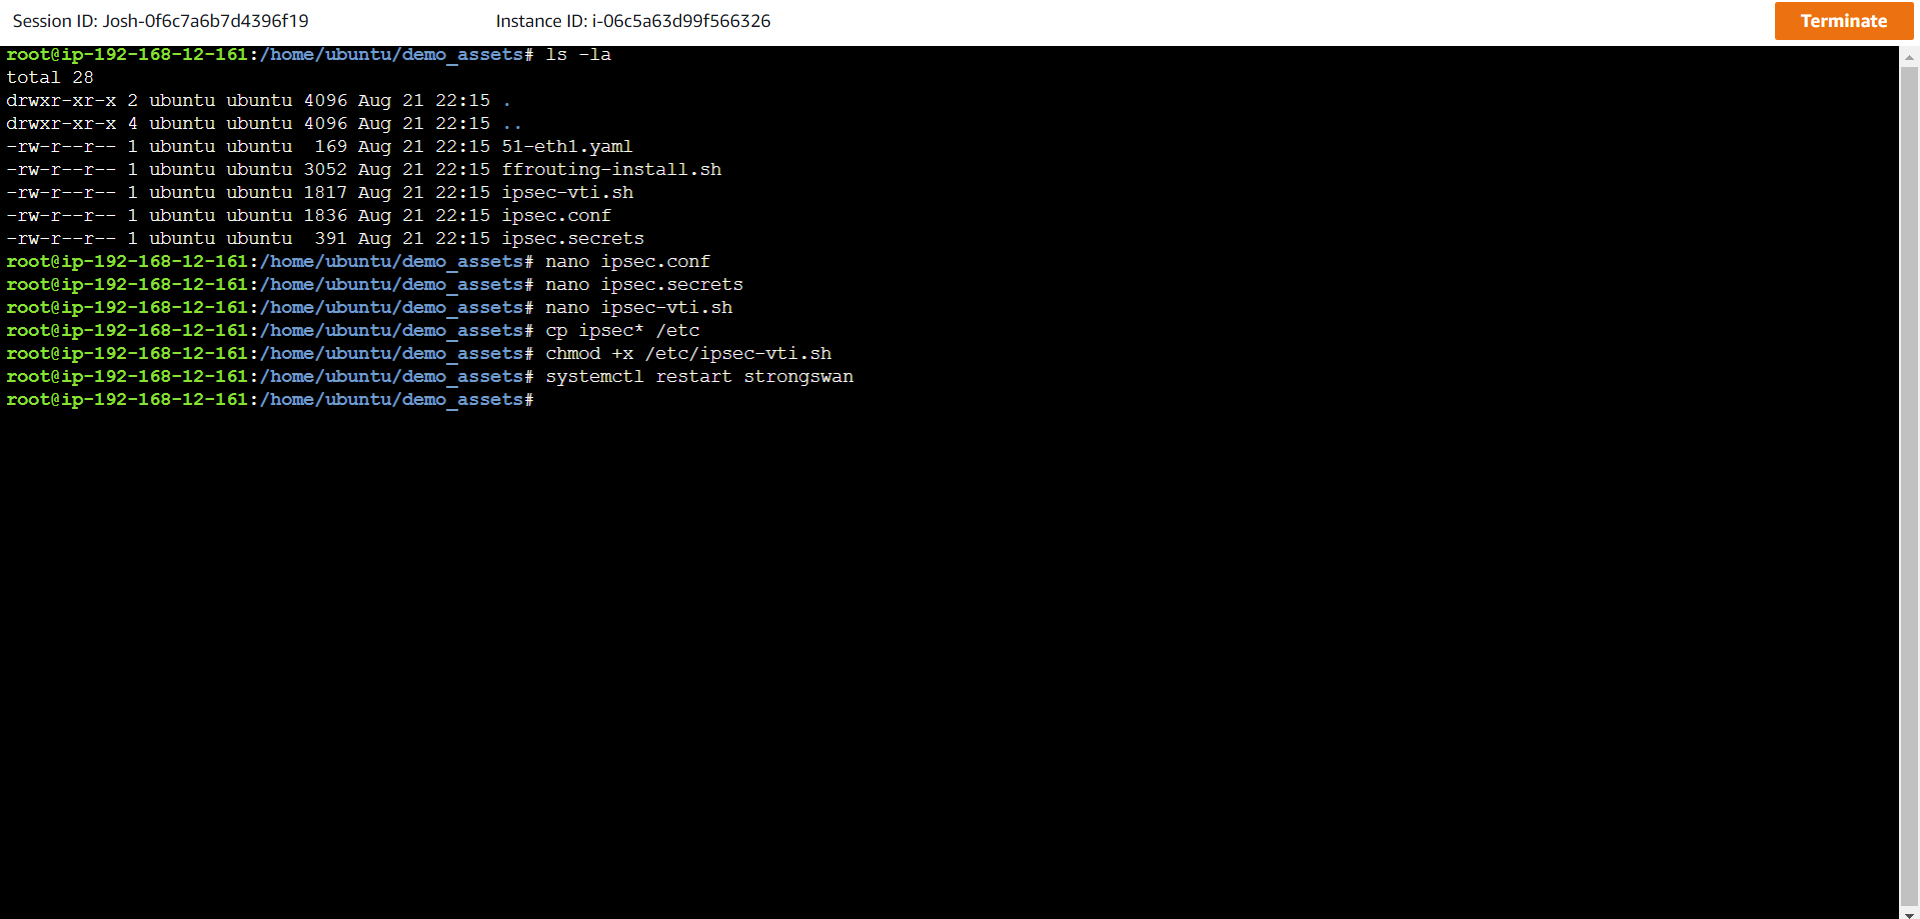 Session ID: Josh-0f6c7a6b7d4396f19 Instance ID: i-06c5a63d99f566326 Terminate
root@ip-192-168-12-161:/home/ubuntu/demo_assets# ls -la
total 28
drwxr-xr-x 2 ubuntu ubuntu 4096 Aug 21 22:15 .
drwxr-xr-x 4 ubuntu ubuntu 4096 Aug 21 22:15 ..
-rw-r--r-- 1 ubuntu ubuntu  169 Aug 21 22:15 51-eth1.yaml
-rw-r--r-- 1 ubuntu ubuntu 3052 Aug 21 22:15 ffrouting-install.sh
-rw-r--r-- 1 ubuntu ubuntu 1817 Aug 21 22:15 ipsec-vti.sh
-rw-r--r-- 1 ubuntu ubuntu 1836 Aug 21 22:15 ipsec.conf
-rw-r--r-- 1 ubuntu ubuntu  391 Aug 21 22:15 ipsec.secrets
root@ip-192-168-12-161:/home/ubuntu/demo_assets# nano ipsec.conf
root@ip-192-168-12-161:/home/ubuntu/demo_assets# nano ipsec.secrets
root@ip-192-168-12-161:/home/ubuntu/demo_assets# nano ipsec-vti.sh
root@ip-192-168-12-161:/home/ubuntu/demo_assets# cp ipsec* /etc
root@ip-192-168-12-161:/home/ubuntu/demo_assets# chmod +x /etc/ipsec-vti.sh
root@ip-192-168-12-161:/home/ubuntu/demo_assets# systemctl restart strongswan
root@ip-192-168-12-161:/home/ubuntu/demo_assets#